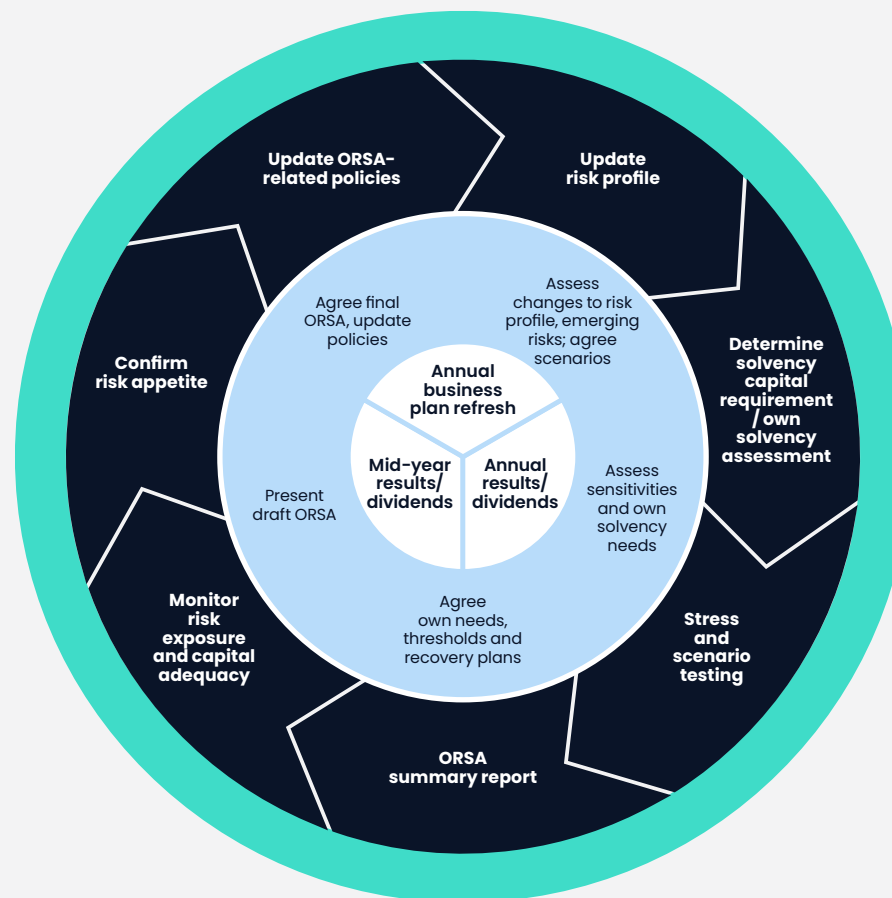 Update ORSA-
related policies
Update
risk profile
Determine
solvency
capital
requirement
/ own
solvency
assessment
Stress
and
scenario
testing
ORSA
summary report
Monitor
risk
exposure
and capital
adequacy
Confirm
risk appetite
Agree final
ORSA, update
policies
Assess
changes to risk
profile, emerging
risks; agree
scenarios
Assess
sensitivities
and own
solvency
needs
Agree
own needs,
thresholds and
recovery plans
Present
draft ORSA
Annual
business
plan refresh
Annual
results/
dividends
Mid-year
results/
dividends